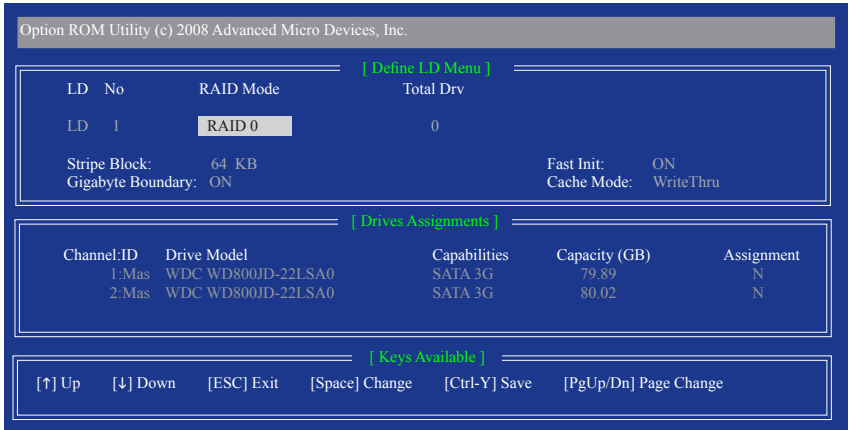 Option ROM Utility (c) 2008 Advanced Micro Devices, Inc.
[ Define LD Menu ]
LD No RAID Mode Total Drv
LD 1 RAID 0 0
Stripe Block: 64 KB Fast Init: ON
Gigabyte Boundary: ON Cache Mode: WriteThru
[ Drives Assignments ]
Channel:ID Drive Model Capabilities Capacity (GB) Assignment
1:Mas WDC WD800JD-22LSA0 SATA 3G 79.89 N
2:Mas WDC WD800JD-22LSA0 SATA 3G 80.02 N
[ Keys Available ]
[↑] Up [↓] Down [ESC] Exit [Space] Change [Ctrl-Y] Save [PgUp/Dn] Page Change